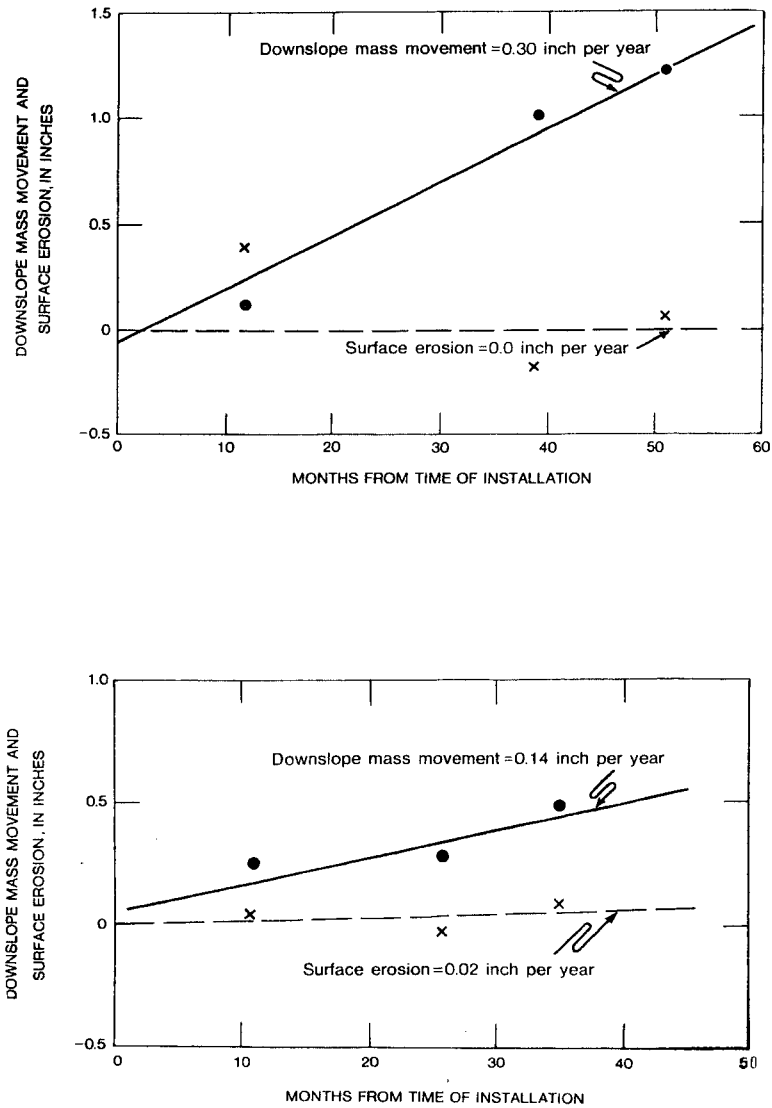 1.5
Downslope mass movement=0.30 inch per year
1.0
0.5
0
Surface erosion=0.0 inch per year
-0.5
0 10 20 30 40 50 60
MONTHS FROM TIME OF INSTALLATION
DOWNSLOPE MASS MOVEMENT AND
SURFACE EROSION, IN INCHES
1.0
Downslope mass movement=0.14 inch per year
0.5
0
Surface erosion=0.02 inch per year
-0.5
0 10 20 30 40 50
MONTHS FROM TIME OF INSTALLATION
DOWNSLOPE MASS MOVEMENT AND
SURFACE EROSION, IN INCHES